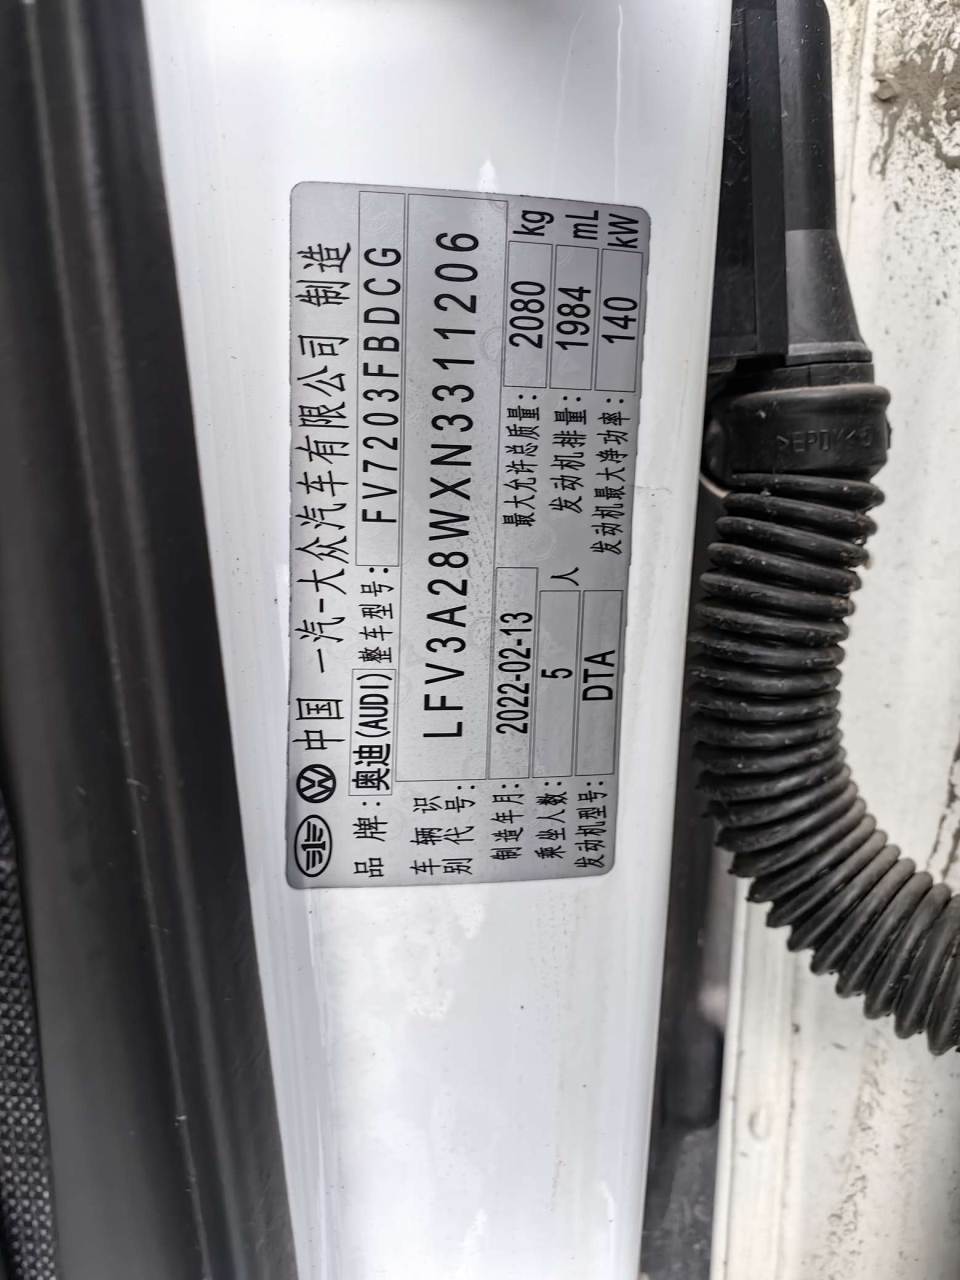 中国 一汽-大众汽车有限公司 制造
品牌: 奥迪(AUDI) 整车型号: FV7203FBDCG
车辆识别代号: LFV3A28WXN3311206
制造年月: 2022-02-13 最大允许总质量: 2080 kg
乘坐人数: 5 人 发动机排量: 1984 mL
发动机型号: DTA 发动机最大净功率: 140 kW